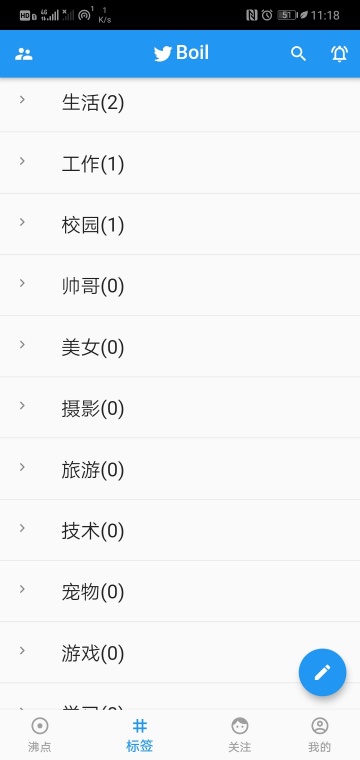 HD 4G 1 1 K/s 51 11:18
Boil
生活(2)
工作(1)
校园(1)
帅哥(0)
美女(0)
摄影(0)
旅游(0)
技术(0)
宠物(0)
游戏(0)
沸点 标签 关注 我的